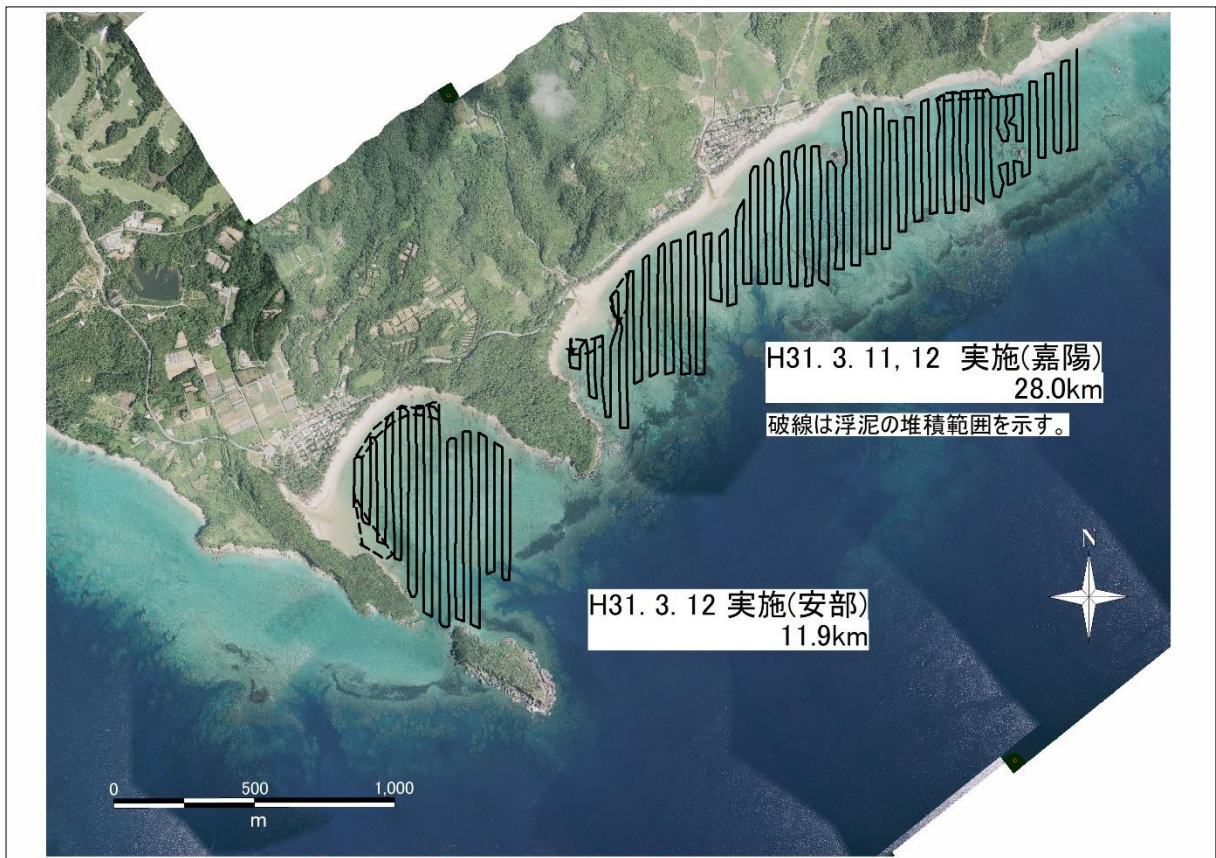 H31. 3. 11, 12 実施(嘉陽)
28.0km
破線は浮泥の堆積範囲を示す。
N
H31. 3. 12 実施(安部)
11.9km
0 500 1,000
m